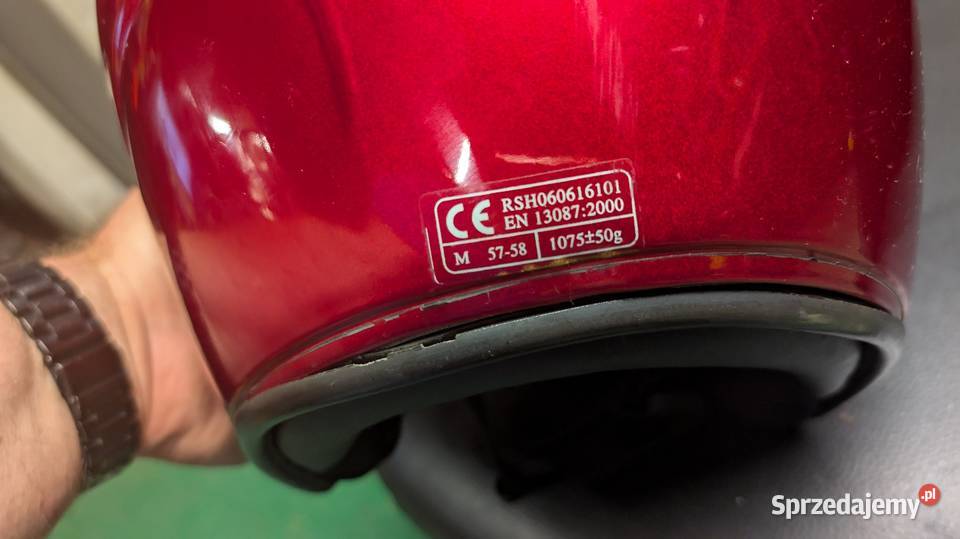 CE RSH060616101
EN 13087:2000
M 57-58 1075±50g
Sprzedajemy.pl